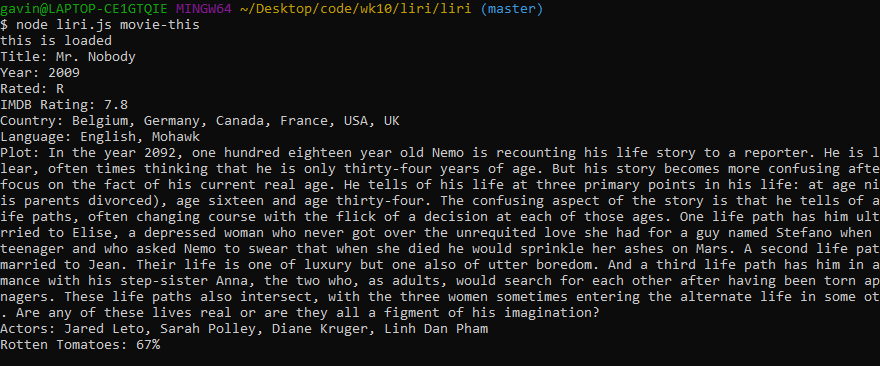 gavin@LAPTOP-CE1GTQIE MINGW64 ~/Desktop/code/wk10/liri/liri (master)
$ node liri.js movie-this
this is loaded
Title: Mr. Nobody
Year: 2009
Rated: R
IMDB Rating: 7.8
Country: Belgium, Germany, Canada, France, USA, UK
Language: English, Mohawk
Plot: In the year 2092, one hundred eighteen year old Nemo is recounting his life story to a reporter. He is l
lear, often times thinking that he is only thirty-four years of age. But his story becomes more confusing afte
focus on the fact of his current real age. He tells of his life at three primary points in his life: at age ni
is parents divorced), age sixteen and age thirty-four. The confusing aspect of the story is that he tells of a
ife paths, often changing course with the flick of a decision at each of those ages. One life path has him ult
rried to Elise, a depressed woman who never got over the unrequited love she had for a guy named Stefano when
teenager and who asked Nemo to swear that when she died he would sprinkle her ashes on Mars. A second life pat
married to Jean. Their life is one of luxury but one also of utter boredom. And a third life path has him in a
mance with his step-sister Anna, the two who, as adults, would search for each other after having been torn ap
nagers. These life paths also intersect, with the three women sometimes entering the alternate life in some ot
. Are any of these lives real or are they all a figment of his imagination?
Actors: Jared Leto, Sarah Polley, Diane Kruger, Linh Dan Pham
Rotten Tomatoes: 67%